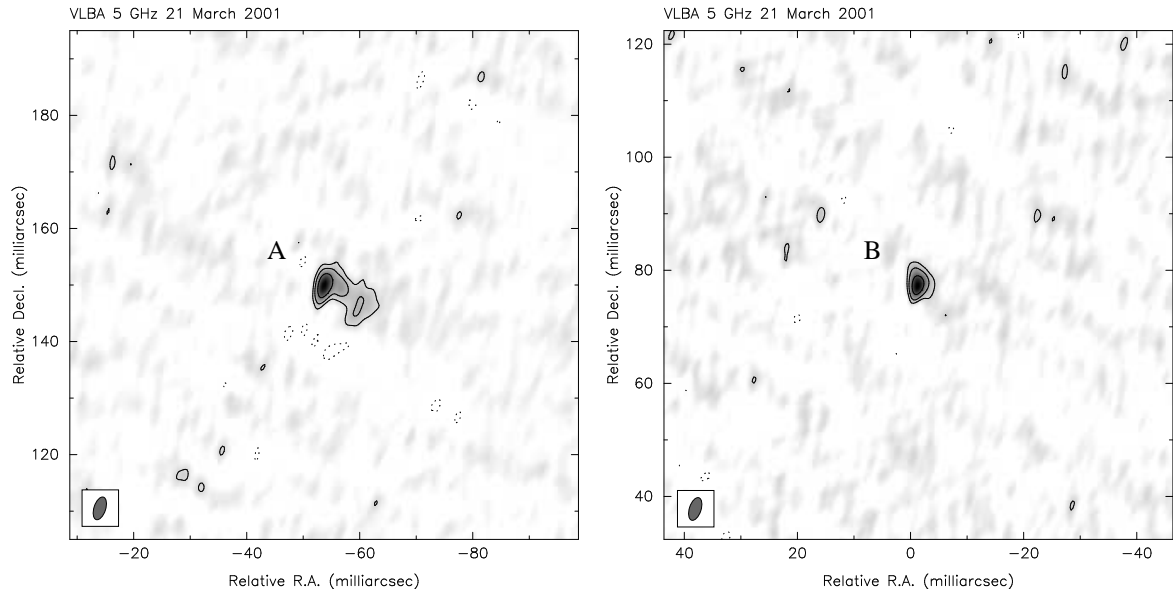 VLBA 5 GHz 21 March 2001
A
180
160
140
120
Relative Decl. (milliarcsec)
−20 −40 −60 −80
Relative R.A. (milliarcsec)
VLBA 5 GHz 21 March 2001
B
120
100
80
60
40
Relative Decl. (milliarcsec)
40 20 0 −20 −40
Relative R.A. (milliarcsec)